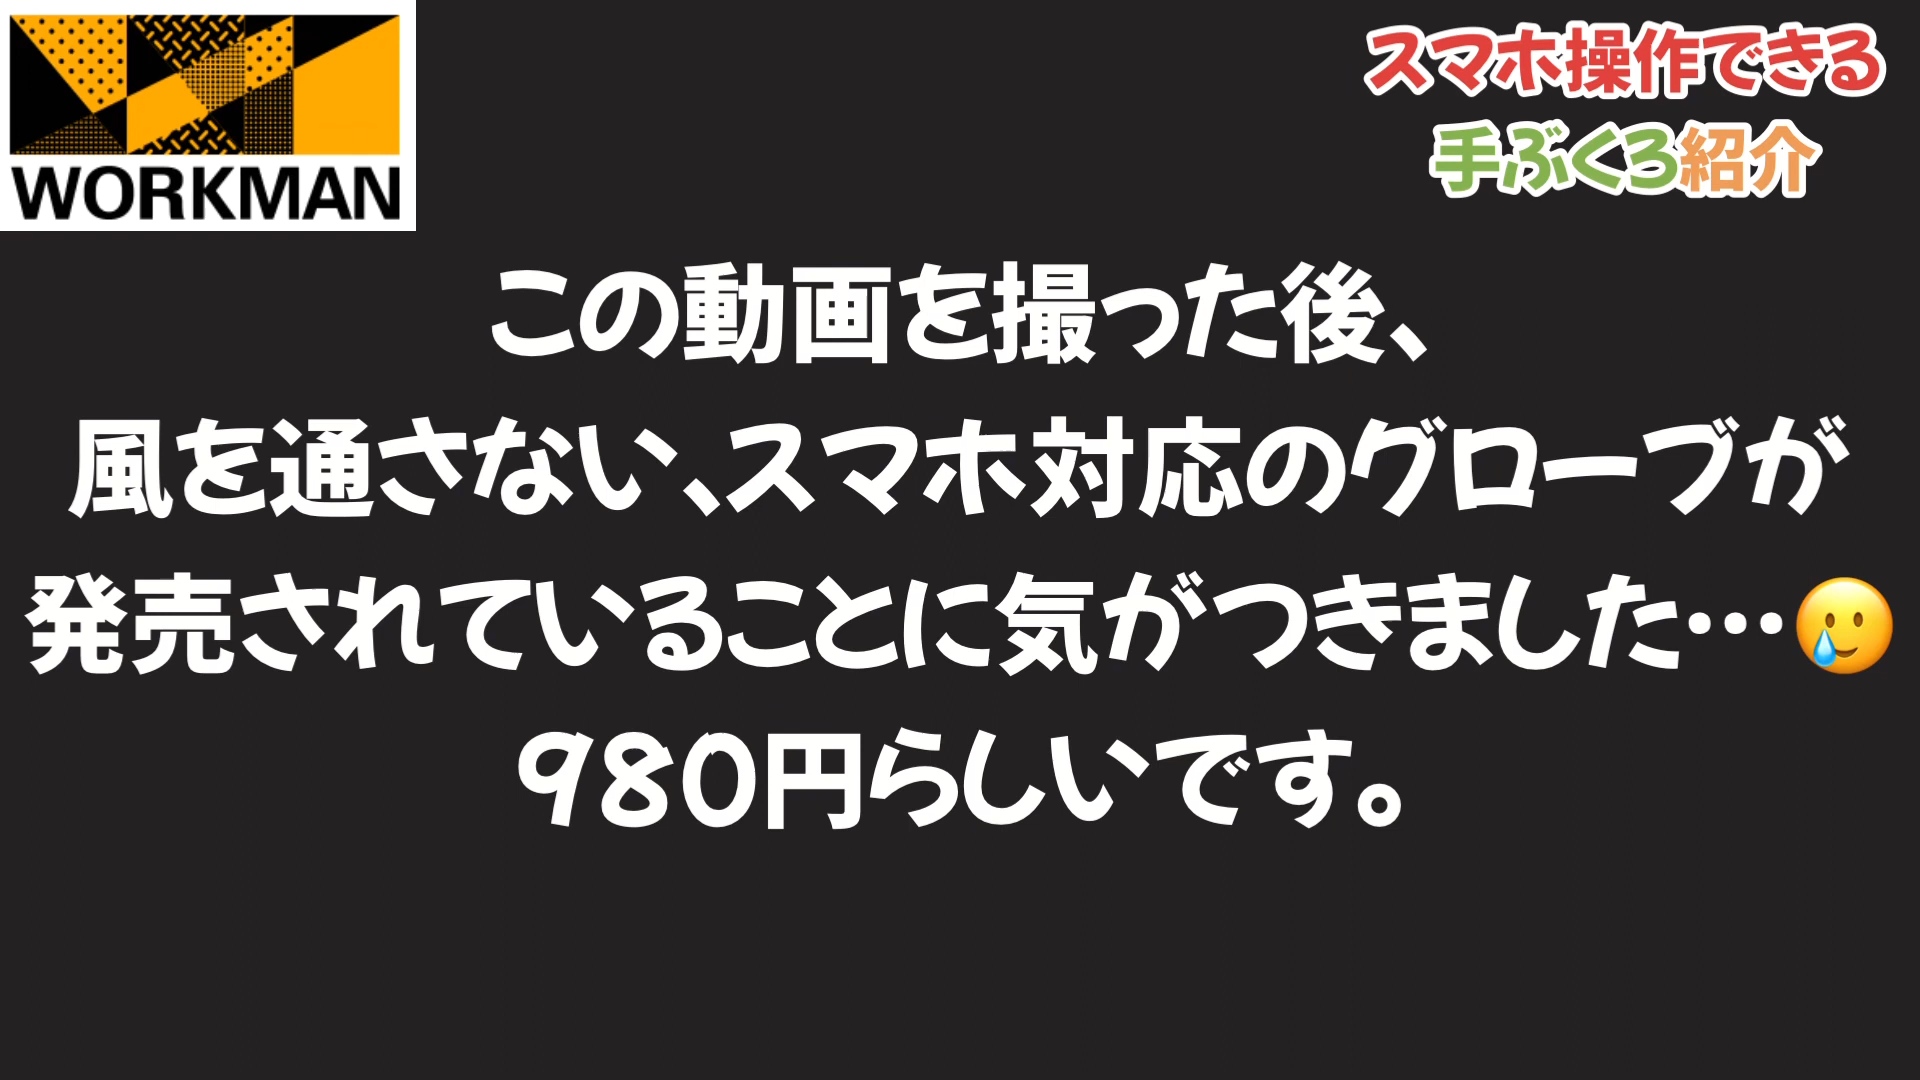 WORKMAN
スマホ操作できる
手ぶくろ紹介
この動画を撮った後、
風を通さない、スマホ対応のグローブが
発売されていることに気がつきました…🥲
980円らしいです。